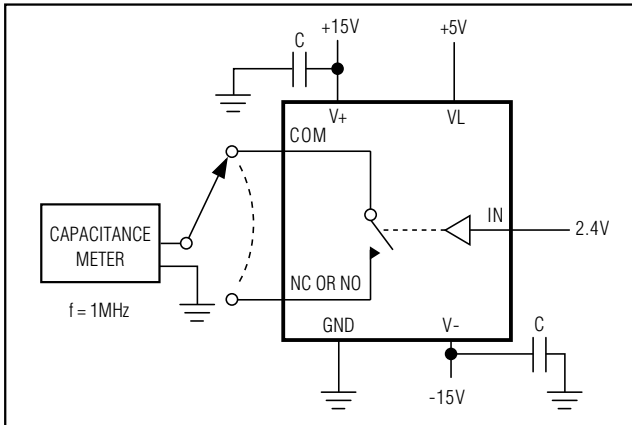 C
+15V
+5V
V+
VL
COM
IN
2.4V
CAPACITANCE
METER
NC OR NO
f = 1MHz
GND
V-
C
-15V